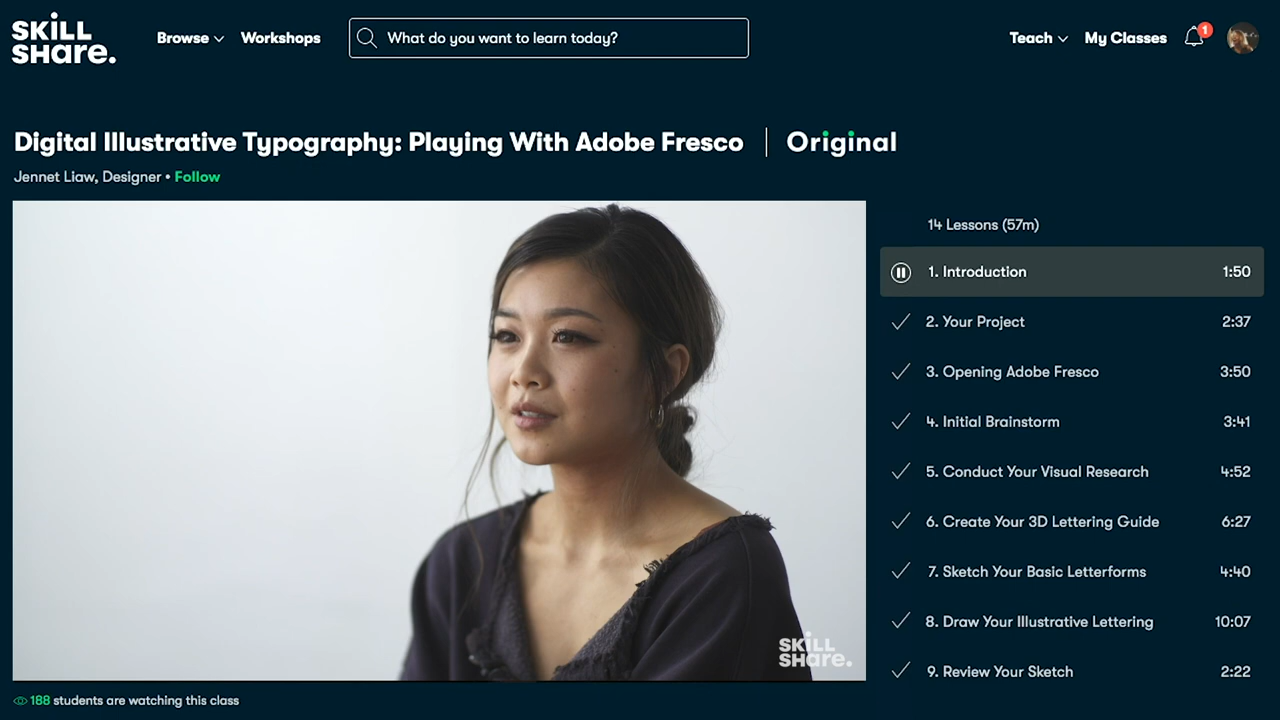 SKILL
SHARE.
Browse
Workshops
What do you want to learn today?
Teach
My Classes
1
Digital Illustrative Typography: Playing With Adobe Fresco | Original
Jennet Liaw, Designer • Follow
14 Lessons (57m)
1. Introduction 1:50
2. Your Project 2:37
3. Opening Adobe Fresco 3:50
4. Initial Brainstorm 3:41
5. Conduct Your Visual Research 4:52
6. Create Your 3D Lettering Guide 6:27
7. Sketch Your Basic Letterforms 4:40
8. Draw Your Illustrative Lettering 10:07
9. Review Your Sketch 2:22
SKILL
SHARE.
188 students are watching this class